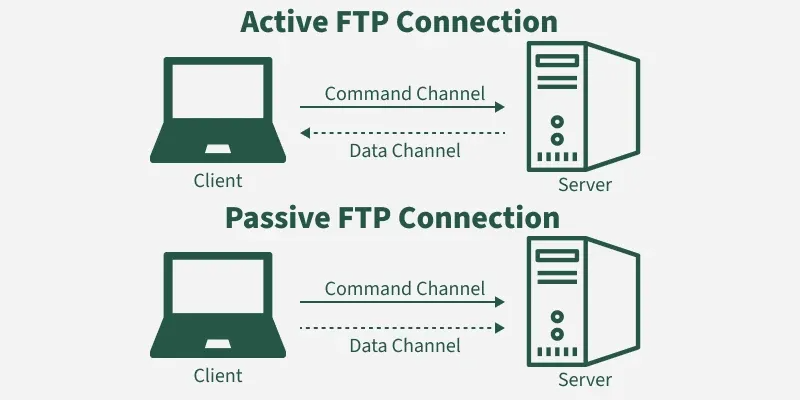 Active FTP Connection
Command Channel
Data Channel
Client
Server
Passive FTP Connection
Command Channel
Data Channel
Client
Server